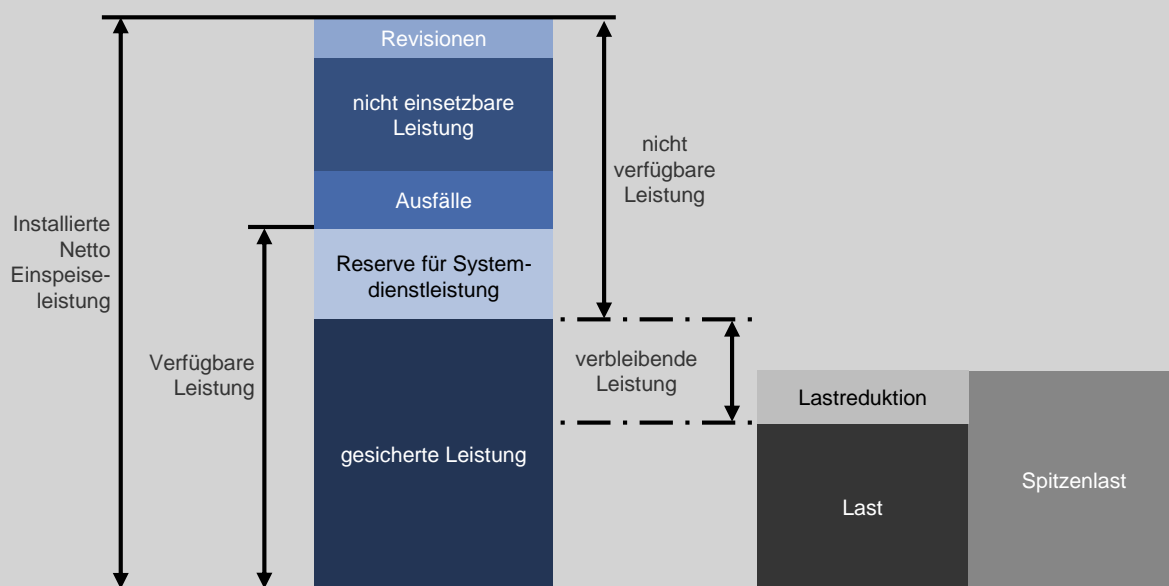 Revisionen
nicht einsetzbare
Leistung
nicht
verfügbare
Leistung
Ausfälle
Installierte
Netto
Einspeise-
leistung
Reserve für System-
dienstleistung
Verfügbare
Leistung
verbleibende
Leistung
Lastreduktion
gesicherte Leistung
Spitzenlast
Last